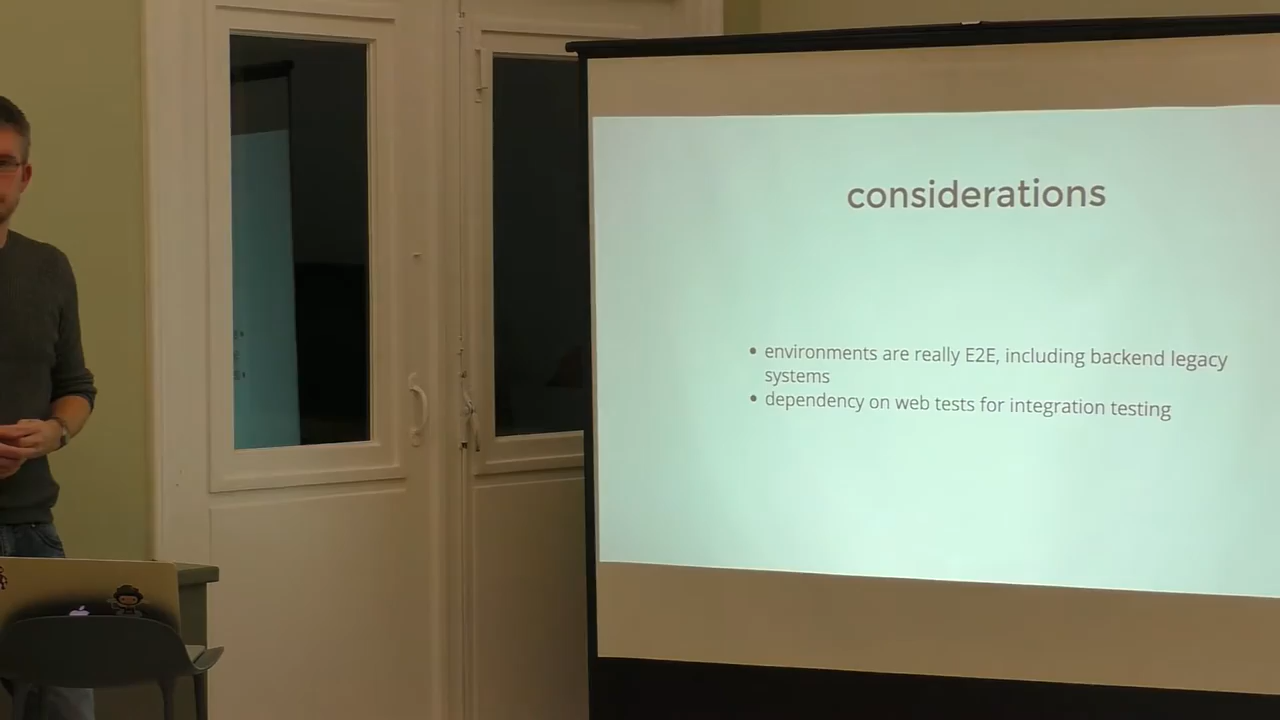 considerations
• environments are really E2E, including backend legacy
systems
• dependency on web tests for integration testing